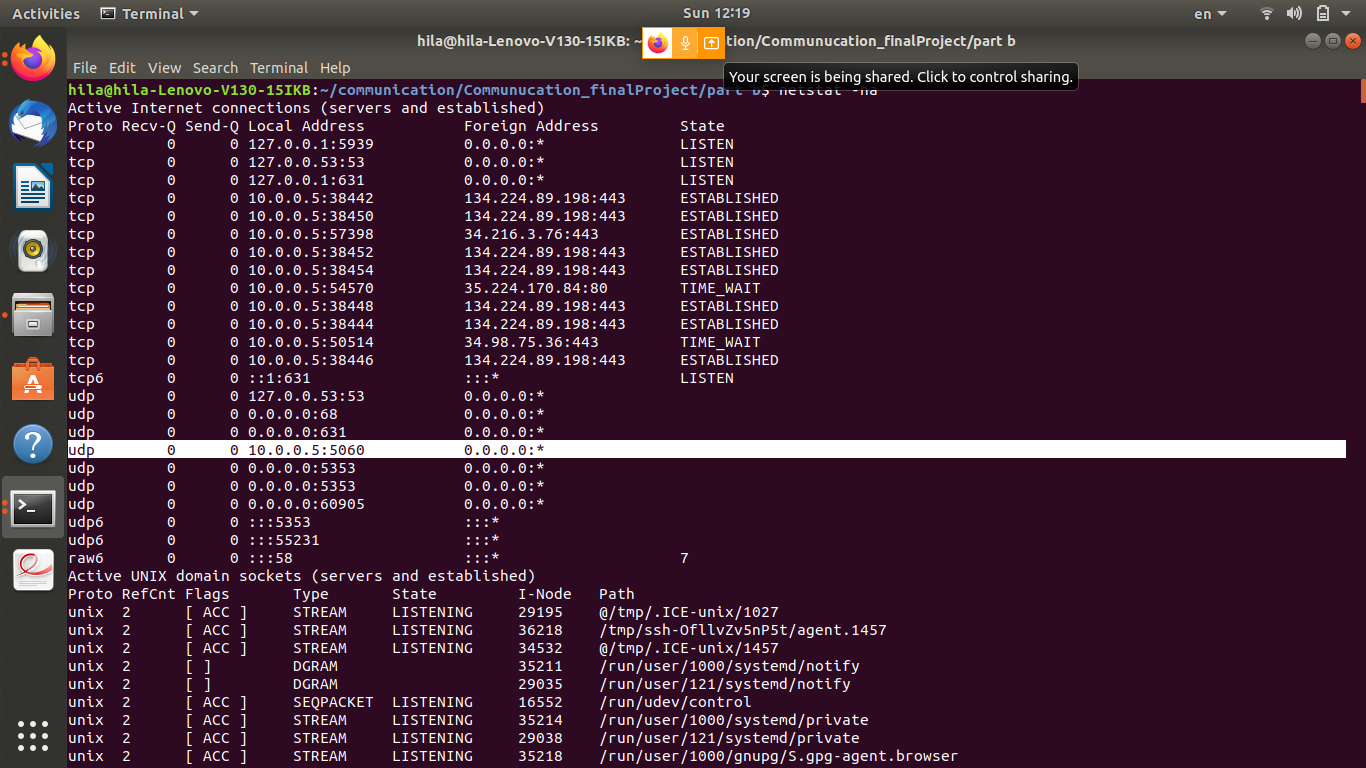 Activities Terminal Sun 12:19 en
hila@hila-Lenovo-V130-15IKB: ~ tion/Communucation_finalProject/part b
Your screen is being shared. Click to control sharing.
File Edit View Search Terminal Help
hila@hila-Lenovo-V130-15IKB:~/communication/Communucation_finalProject/part b$ netstat -na
Active Internet connections (servers and established)
Proto Recv-Q Send-Q Local Address Foreign Address State
tcp 0 0 127.0.0.1:5939 0.0.0.0:* LISTEN
tcp 0 0 127.0.0.53:53 0.0.0.0:* LISTEN
tcp 0 0 127.0.0.1:631 0.0.0.0:* LISTEN
tcp 0 0 10.0.0.5:38442 134.224.89.198:443 ESTABLISHED
tcp 0 0 10.0.0.5:38450 134.224.89.198:443 ESTABLISHED
tcp 0 0 10.0.0.5:57398 34.216.3.76:443 ESTABLISHED
tcp 0 0 10.0.0.5:38452 134.224.89.198:443 ESTABLISHED
tcp 0 0 10.0.0.5:38454 134.224.89.198:443 ESTABLISHED
tcp 0 0 10.0.0.5:54570 35.224.170.84:80 TIME_WAIT
tcp 0 0 10.0.0.5:38448 134.224.89.198:443 ESTABLISHED
tcp 0 0 10.0.0.5:38444 134.224.89.198:443 ESTABLISHED
tcp 0 0 10.0.0.5:50514 34.98.75.36:443 TIME_WAIT
tcp 0 0 10.0.0.5:38446 134.224.89.198:443 ESTABLISHED
tcp6 0 0 ::1:631 :::* LISTEN
udp 0 0 127.0.0.53:53 0.0.0.0:*
udp 0 0 0.0.0.0:68 0.0.0.0:*
udp 0 0 0.0.0.0:631 0.0.0.0:*
udp 0 0 10.0.0.5:5060 0.0.0.0:*
udp 0 0 0.0.0.0:5353 0.0.0.0:*
udp 0 0 0.0.0.0:5353 0.0.0.0:*
udp 0 0 0.0.0.0:60905 0.0.0.0:*
udp6 0 0 :::5353 :::*
udp6 0 0 :::55231 :::*
raw6 0 0 :::58 :::* 7
Active UNIX domain sockets (servers and established)
Proto RefCnt Flags Type State I-Node Path
unix 2 [ ACC ] STREAM LISTENING 29195 @/tmp/.ICE-unix/1027
unix 2 [ ACC ] STREAM LISTENING 36218 /tmp/ssh-OfllvZv5nP5t/agent.1457
unix 2 [ ACC ] STREAM LISTENING 34532 @/tmp/.ICE-unix/1457
unix 2 [ ] DGRAM 35211 /run/user/1000/systemd/notify
unix 2 [ ] DGRAM 29035 /run/user/121/systemd/notify
unix 2 [ ACC ] SEQPACKET LISTENING 16552 /run/udev/control
unix 2 [ ACC ] STREAM LISTENING 35214 /run/user/1000/systemd/private
unix 2 [ ACC ] STREAM LISTENING 29038 /run/user/121/systemd/private
unix 2 [ ACC ] STREAM LISTENING 35218 /run/user/1000/gnupg/S.gpg-agent.browser